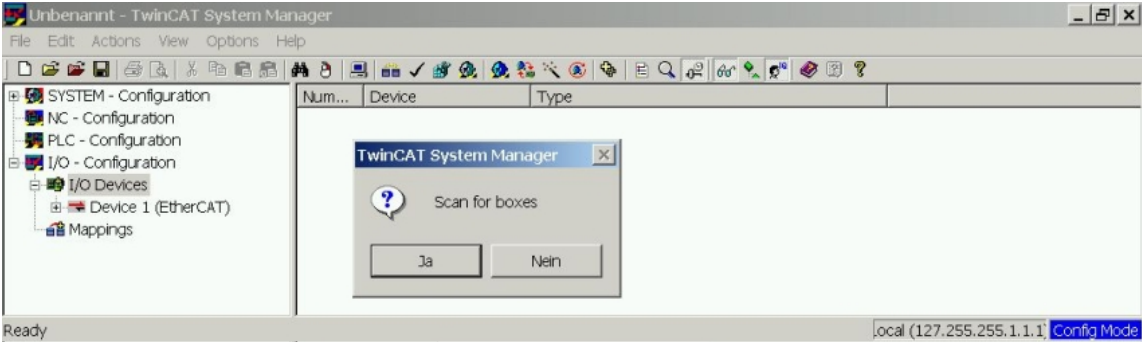 Unbenannt - TwinCAT System Manager
File Edit Actions View Options Help
SYSTEM - Configuration
NC - Configuration
PLC - Configuration
I/O - Configuration
I/O Devices
Device 1 (EtherCAT)
Mappings
Num... Device Type
TwinCAT System Manager
Scan for boxes
Ja Nein
Ready
.ocal (127.255.255.1.1.1) Config Mode